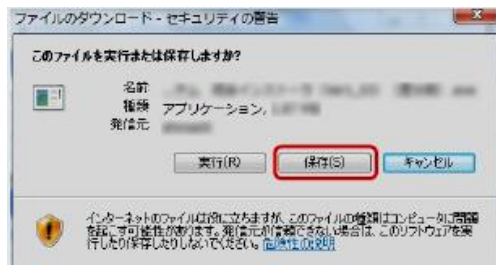 ファイルのダウンロード - セキュリティの警告
このファイルを実行または保存しますか?
名前
種類 アプリケーション,
発信元
実行(R) 保存(S) キャンセル
インターネットのファイルは役に立ちますが、このファイルの種類はコンピュータに問題
を起こす可能性があります。発信元が信頼できない場合は、このソフトウェアを実
行したり保存したりしないでください。危険性の説明